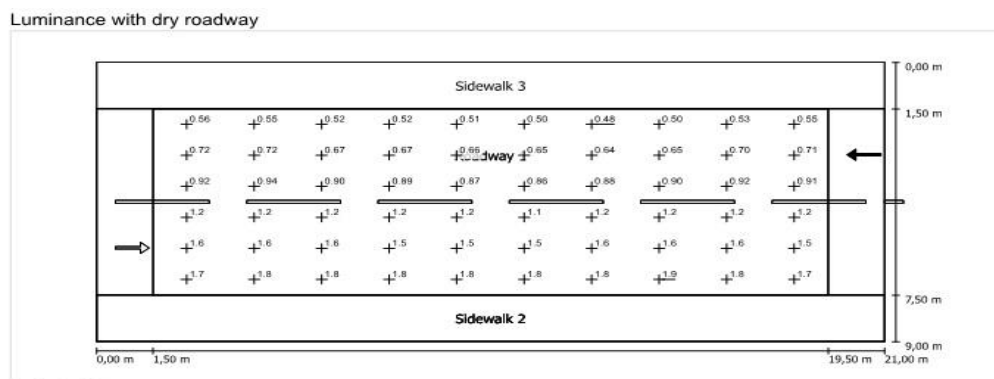 Luminance with dry roadway
0,00 m
Sidewalk 3
1,50 m
0.56 0.55 0.52 0.52 0.51 0.50 0.48 0.50 0.53 0.55
0.72 0.72 0.67 0.67 0.66 0.65 0.64 0.65 0.70 0.71
Roadway 1
0.92 0.94 0.90 0.89 0.87 0.86 0.88 0.90 0.92 0.91
1.2 1.2 1.2 1.2 1.2 1.1 1.2 1.2 1.2 1.2
1.6 1.6 1.6 1.5 1.5 1.5 1.6 1.6 1.6 1.5
1.7 1.8 1.8 1.8 1.8 1.8 1.8 1.9 1.8 1.7
7,50 m
Sidewalk 2
9,00 m
0,00 m 1,50 m 19,50 m 21,00 m